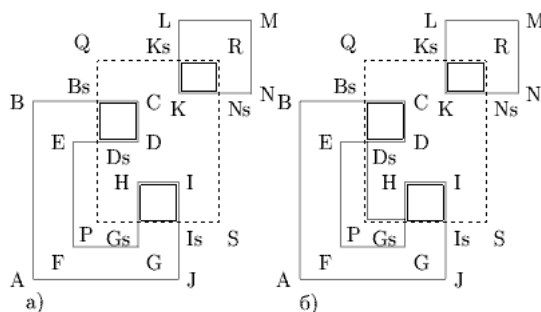 L M L M
Q Ks R Q Ks R
B Bs C K Ns N B Bs C K Ns N
E D E D
Ds Ds
H I H I
P Gs Is S P Gs Is S
F G F G
A J A J
а) б)